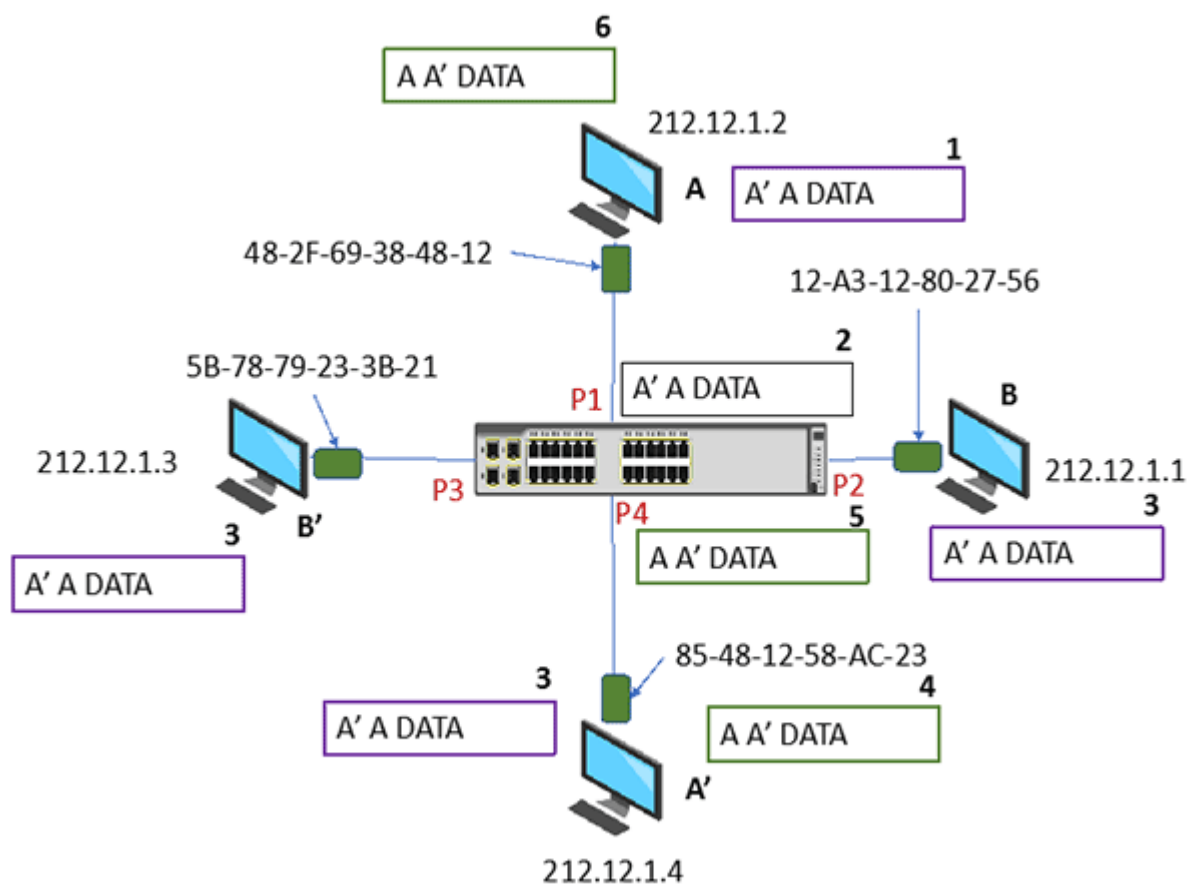 6
A A’ DATA
212.12.1.2
1
A
A’ A DATA
48-2F-69-38-48-12
12-A3-12-80-27-56
2
5B-78-79-23-3B-21
A’ A DATA
P1
B
212.12.1.3
212.12.1.1
P3
P2
P4
B’
3
5
3
A’ A DATA
A A’ DATA
A’ A DATA
85-48-12-58-AC-23
3
4
A’ A DATA
A A’ DATA
A’
212.12.1.4